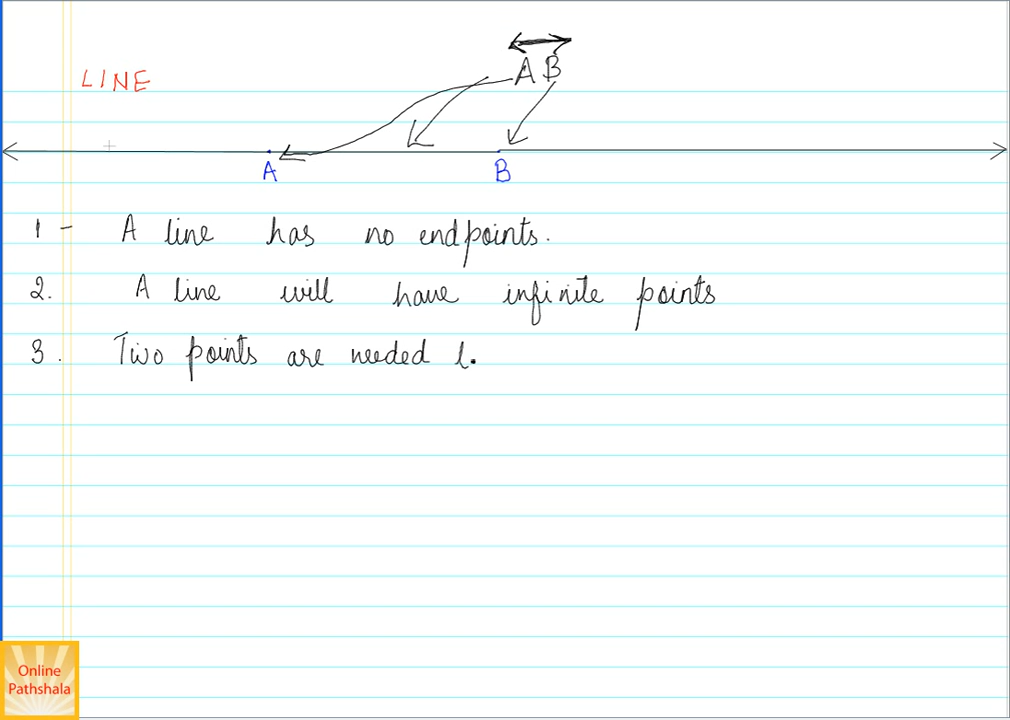 A B
LINE
A B
1 - A line has no endpoints.
2. A line will have infinite points
3. Two points are needed
Online
Pathshala